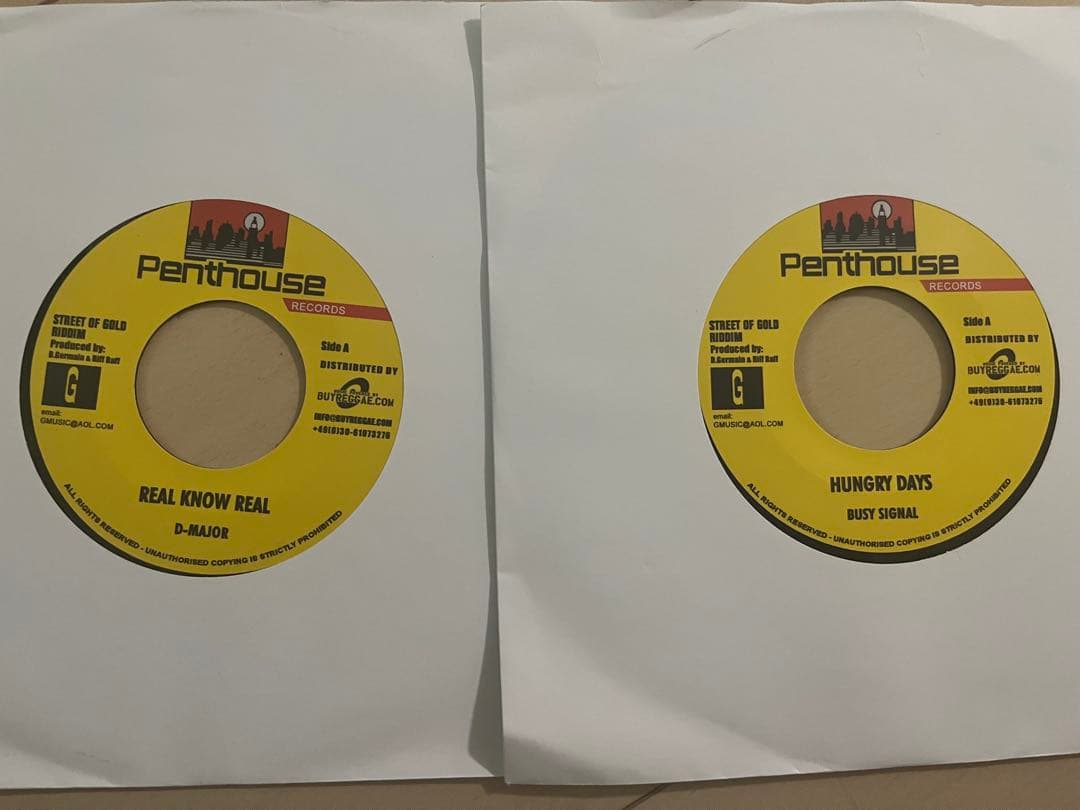 Penthouse
RECORDS
STREET OF GOLD
RIDDIM
Produced by:
D.Germain & Riff Raff
G
email:
GMUSIC@AOL.COM
Side A
DISTRIBUTED BY
BUYREGGAE.COM
INFO@BUYREGGAE.COM
+49(0)30-61073276
REAL KNOW REAL
D-MAJOR
ALL RIGHTS RESERVED - UNAUTHORISED COPYING IS STRICTLY PROHIBITED
Penthouse
RECORDS
STREET OF GOLD
RIDDIM
Produced by:
D.Germain & Riff Raff
G
email:
GMUSIC@AOL.COM
Side A
DISTRIBUTED BY
BUYREGGAE.COM
INFO@BUYREGGAE.COM
+49(0)30-61073276
HUNGRY DAYS
BUSY SIGNAL
ALL RIGHTS RESERVED - UNAUTHORISED COPYING IS STRICTLY PROHIBITED